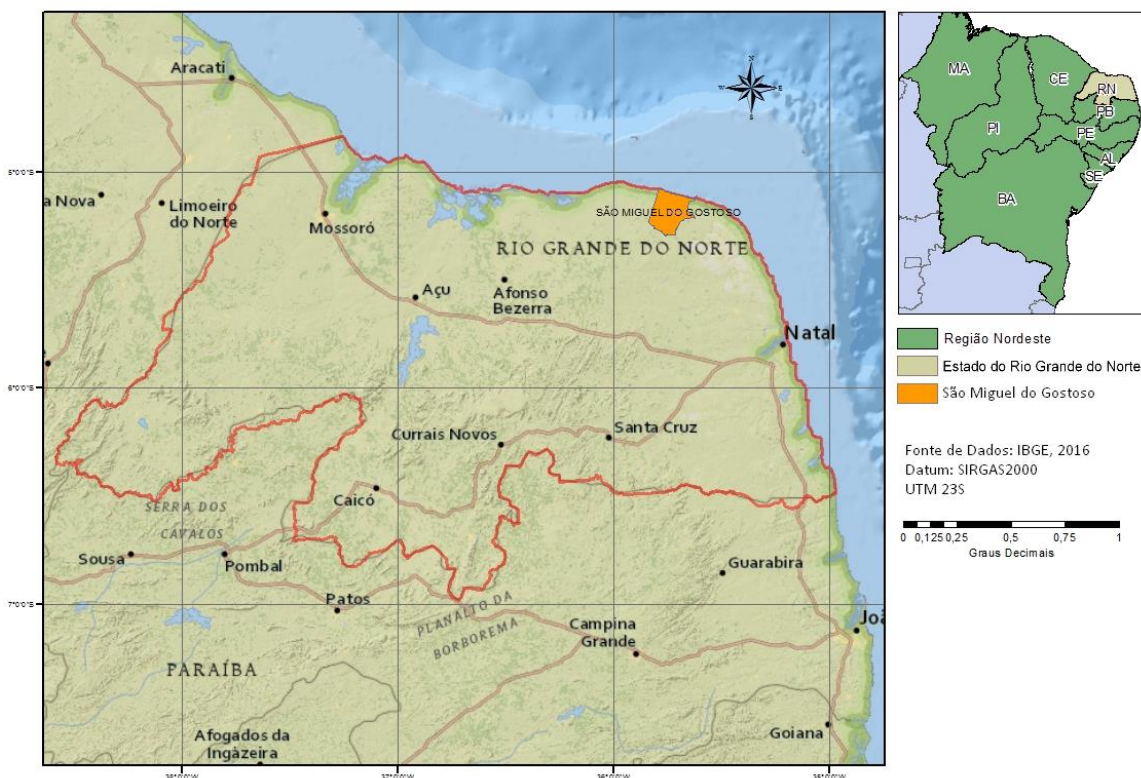 Aracati
5°0'0"S
a Nova
Limoeiro
do Norte
Mossoró
SÃO MIGUEL DO GOSTOSO
RIO GRANDE DO NORTE
Açu
Afonso
Bezerra
Natal
6°0'0"S
Currais Novos
Santa Cruz
Caicó
SERRA DOS
CAVALOS
Sousa
Pombal
Guarabira
7°0'0"S
Patos
PLANALTO DA
BORBOREMA
Campina
Grande
PARAÍBA
Afogados da
Ingazeira
Goiana
N
W
E
S
MA
CE
RN
PB
PI
PE
AL
SE
BA
Região Nordeste
Estado do Rio Grande do Norte
São Miguel do Gostoso
Fonte de Dados: IBGE, 2016
Datum: SIRGAS2000
UTM 23S
0 0,125 0,25 0,5 0,75 1
Graus Decimais